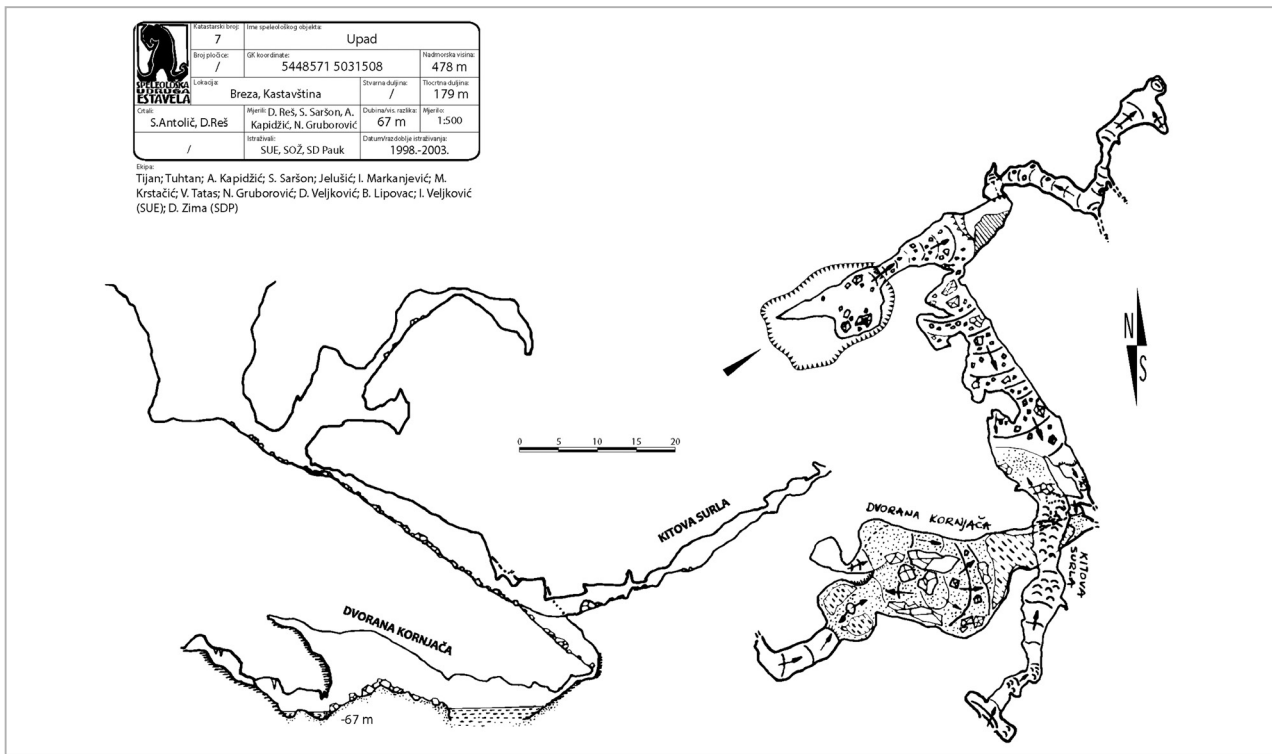 Katastarski broj:
7
Ime speleološkog objekta:
Upad
Broj pločice:
/
GK koordinate:
5448571 5031508
Nadmorska visina:
478 m
SPELEOLOŠKA
UDRUGA
ESTAVELA
Lokacija:
Breza, Kastavština
Stvarna duljina:
/
Tlocrtna duljina:
179 m
Crtali:
S.Antolič, D.Reš
Mjerili: D. Reš, S. Saršon, A.
Kapidžić, N. Gruborović
Dubina/vis. razlika:
67 m
Mjerilo:
1:500
/
Istraživali:
SUE, SOŽ, SD Pauk
Datum/razdoblje istraživanja:
1998.-2003.
Ekipa:
Tijan; Tuhtan; A. Kapidžić; S. Saršon; Jelušić; I. Markanjević; M.
Krstačić; V. Tatas; N. Gruborović; D. Veljković; B. Lipovac; I. Veljković
(SUE); D. Zima (SDP)
N
S
0 5 10 15 20
KITOVA SURLA
DVORANA KORNJAČA
-67 m
DVORANA KORNJAČA
KITOVA
SURLA